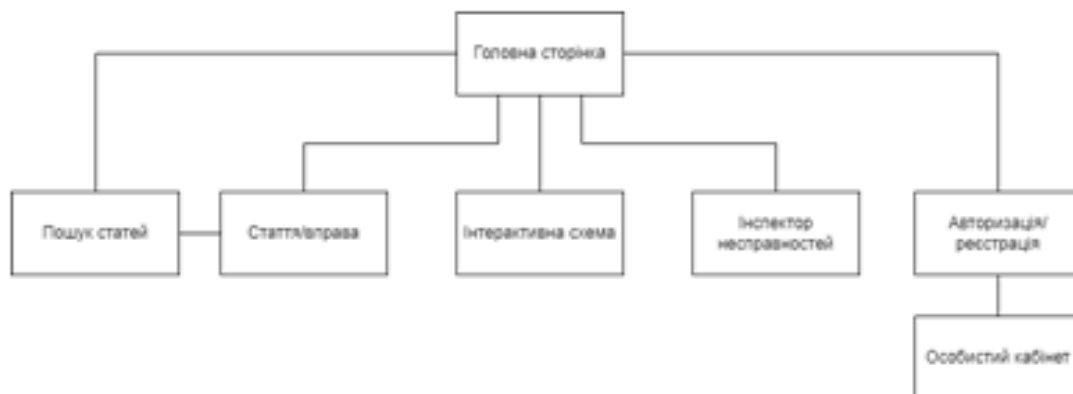 Головна сторінка
Пошук статей
Стаття/вправа
Інтерактивна схема
Інспектор
несправностей
Авторизація/
реєстрація
Особистий кабінет